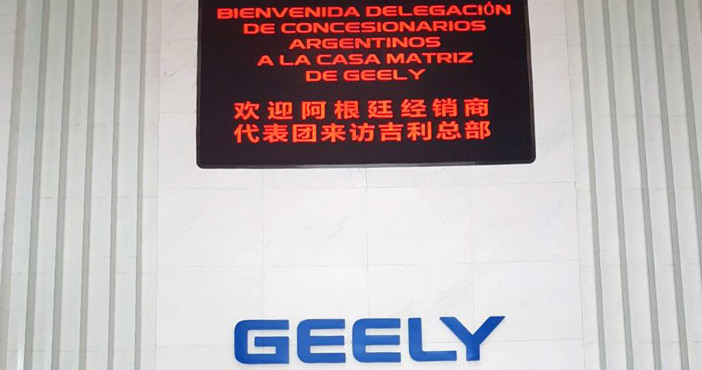 BIENVENIDA DELEGACIÓN
DE CONCESIONARIOS
ARGENTINOS
A LA CASA MATRIZ
DE GEELY
欢迎阿根廷经销商
代表团来访吉利总部
GEELY